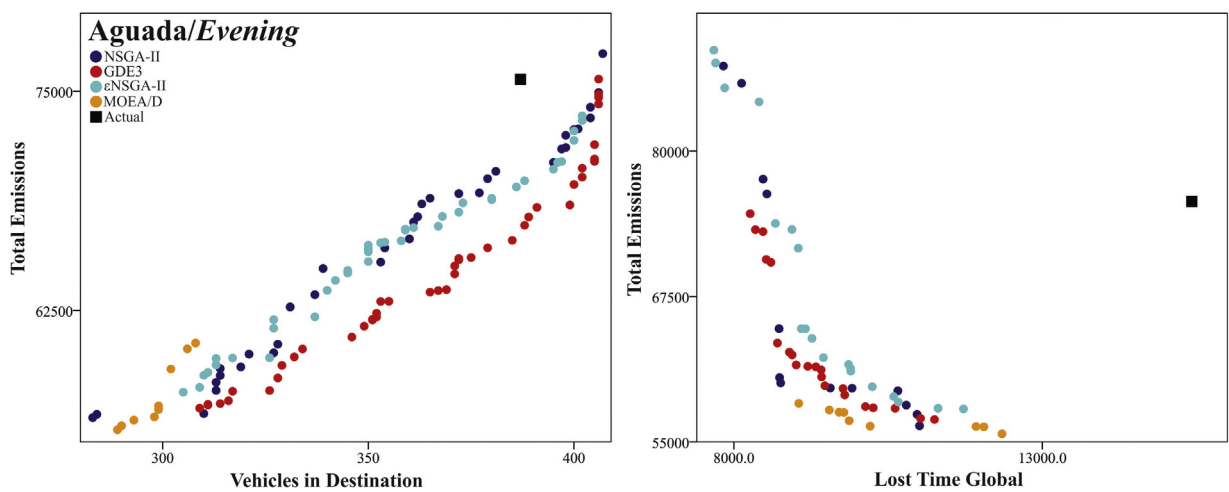 Aguada/Evening
NSGA-II
GDE3
εNSGA-II
MOEA/D
Actual
Total Emissions
75000
62500
300
350
400
Vehicles in Destination
Total Emissions
80000
67500
55000
8000.0
13000.0
Lost Time Global